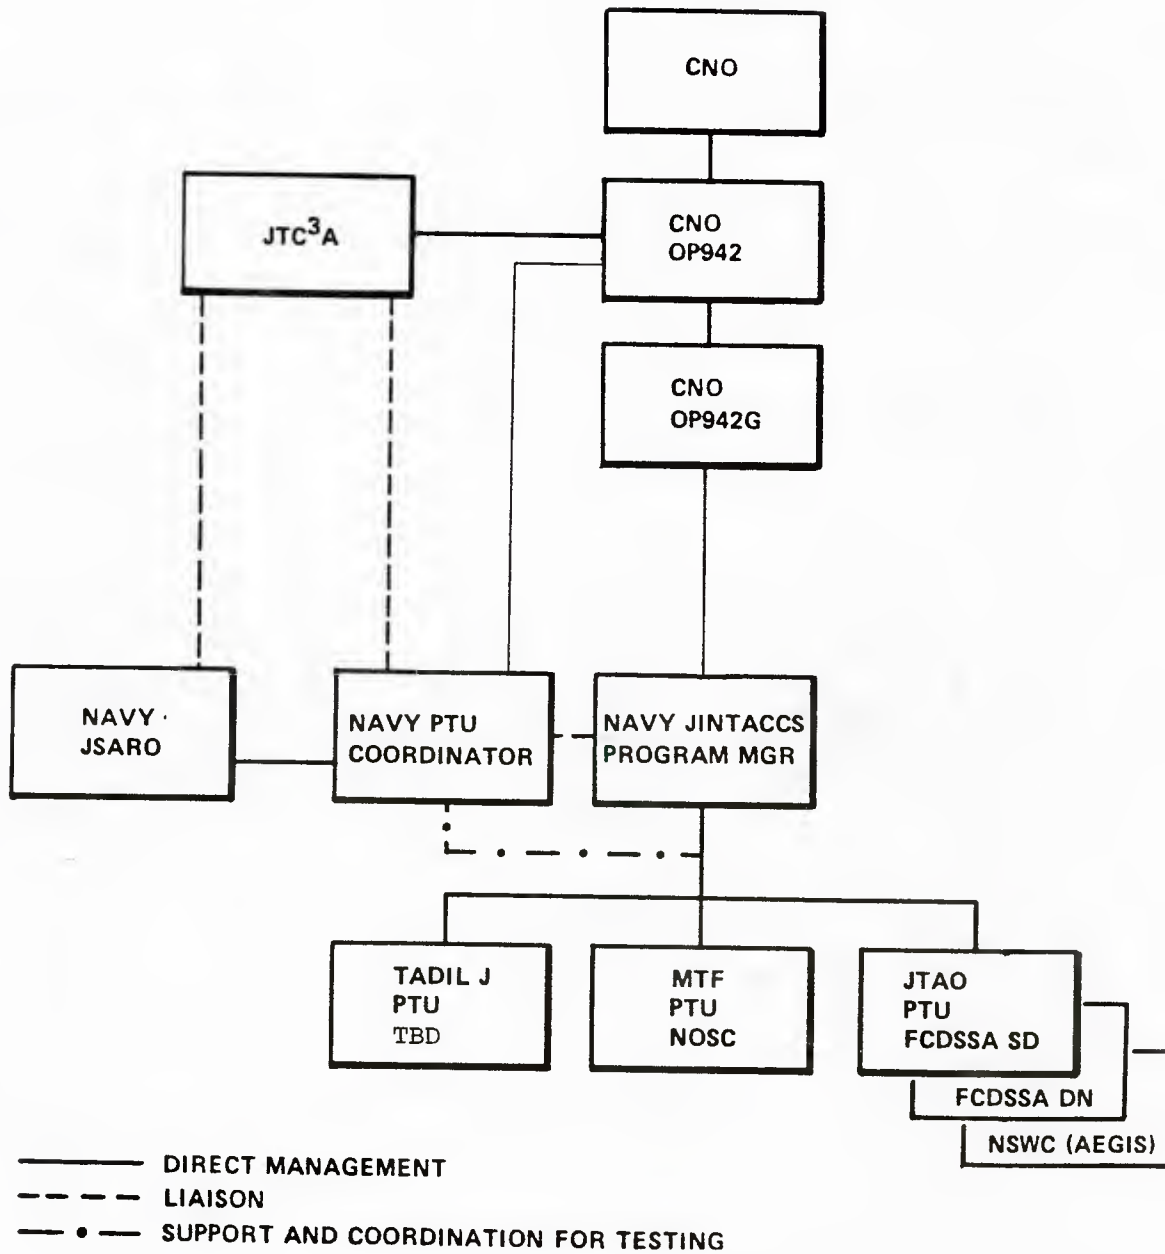 CNO
JTC³A
CNO
OP942
CNO
OP942G
NAVY
JSARO
NAVY PTU
COORDINATOR
NAVY JINTACCS
PROGRAM MGR
TADIL J
PTU
TBD
MTF
PTU
NOSC
JTAO
PTU
FCDSSA SD
FCDSSA DN
NSWC (AEGIS)
DIRECT MANAGEMENT
LIAISON
SUPPORT AND COORDINATION FOR TESTING